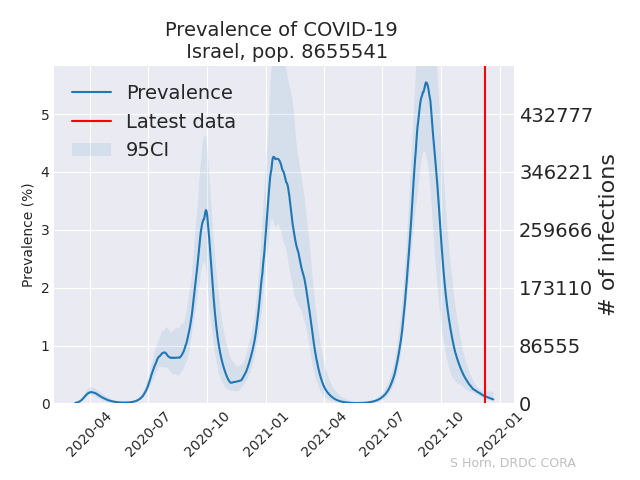 Prevalence of COVID-19
Israel, pop. 8655541
Prevalence
Latest data
95CI
Prevalence (%)
5
4
3
2
1
0
432777
346221
259666
173110
86555
0
# of infections
2020-04
2020-07
2020-10
2021-01
2021-04
2021-07
2021-10
2022-01
S Horn, DRDC CORA